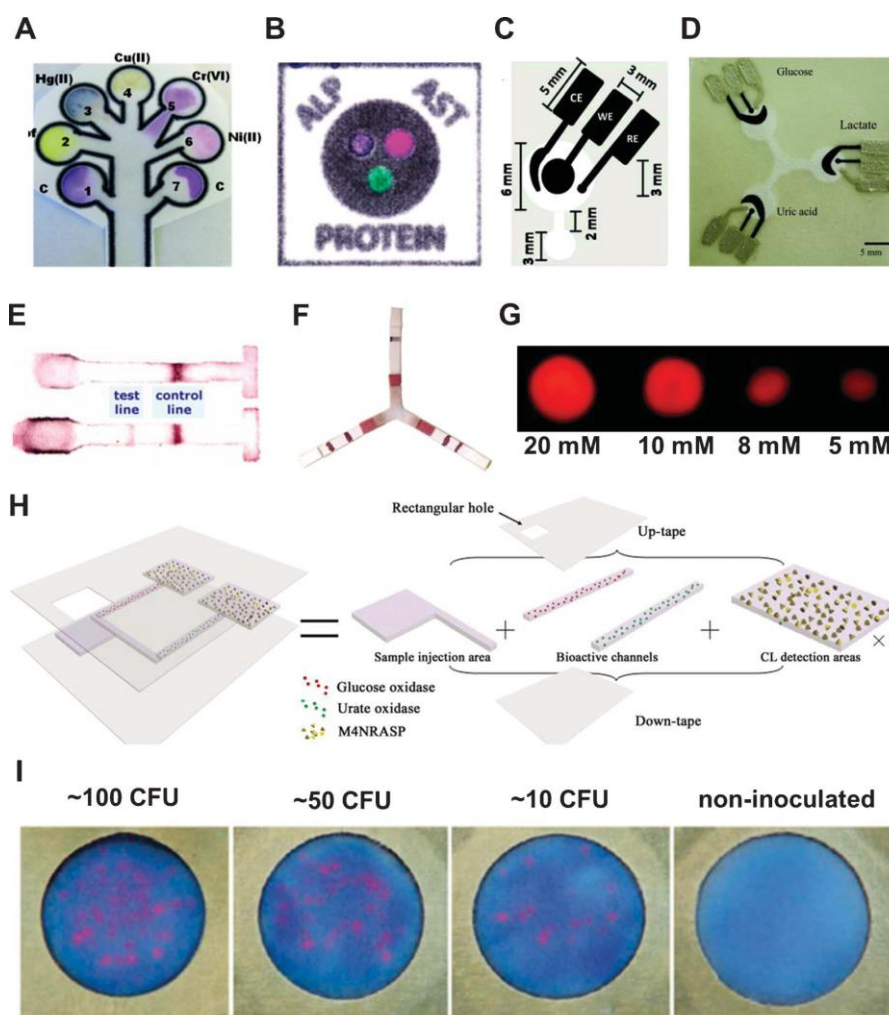 A
Hg(II)
Cu(II)
Cr(VI)
3
4
5
2
6
Ni(II)
C
1
7
C
B
ALP
AST
PROTEIN
C
5 mm
3 mm
CE
WE
RE
6 mm
3 mm
2 mm
3 mm
D
Glucose
Lactate
Uric acid
5 mm
E
test
line
control
line
F
G
20 mM
10 mM
8 mM
5 mM
H
Rectangular hole
Up-tape
=
+
+
×
Sample injection area
Bioactive channels
CL detection areas
Glucose oxidase
Urate oxidase
M4NRASP
Down-tape
I
~100 CFU
~50 CFU
~10 CFU
non-inoculated